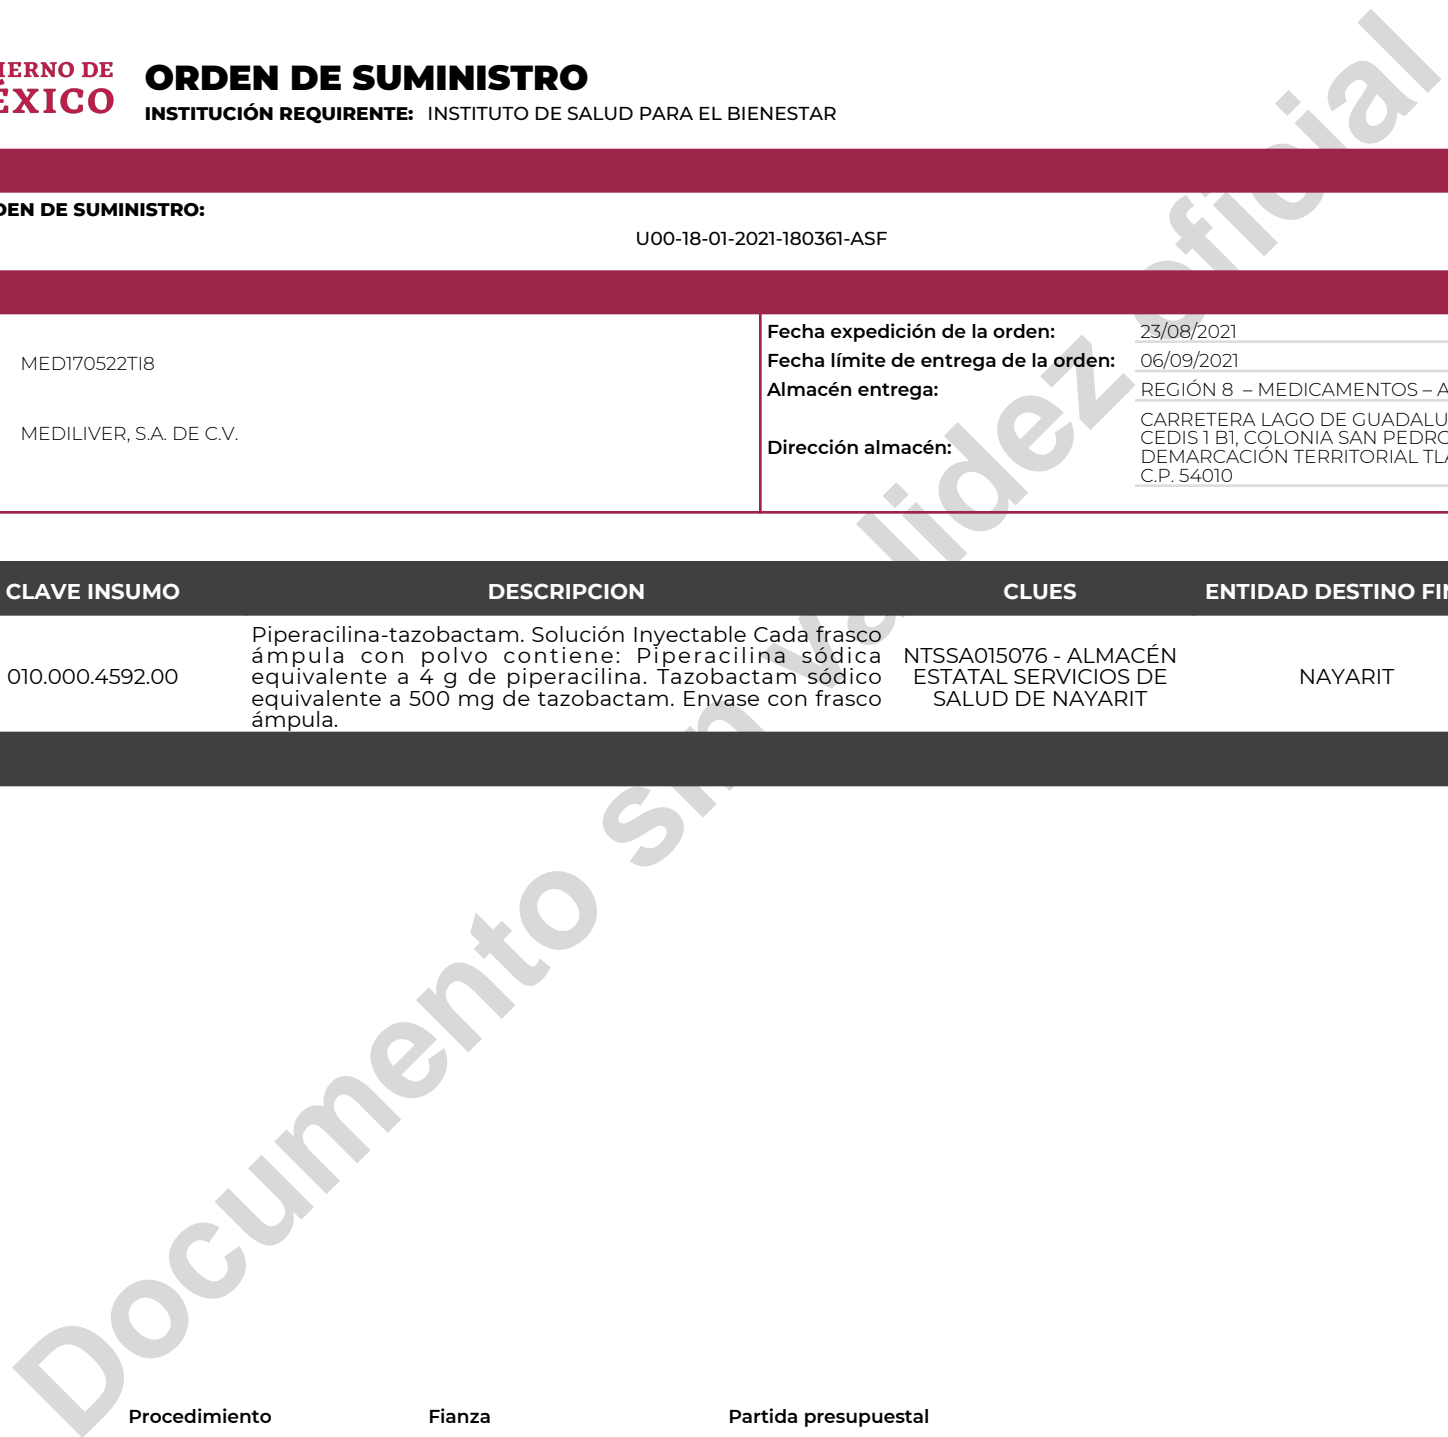 IERNO DE
ÉXICO
ORDEN DE SUMINISTRO
INSTITUCIÓN REQUIRENTE: INSTITUTO DE SALUD PARA EL BIENESTAR
DEN DE SUMINISTRO:
U00-18-01-2021-180361-ASF
MED170522TI8
MEDILIVER, S.A. DE C.V.
Fecha expedición de la orden: 23/08/2021
Fecha límite de entrega de la orden: 06/09/2021
Almacén entrega: REGIÓN 8 – MEDICAMENTOS – A
Dirección almacén:
CARRETERA LAGO DE GUADALU
CEDIS 1 B1, COLONIA SAN PEDRO
DEMARCACIÓN TERRITORIAL TLA
C.P. 54010
CLAVE INSUMO DESCRIPCION CLUES ENTIDAD DESTINO FIN
010.000.4592.00
Piperacilina-tazobactam. Solución Inyectable Cada frasco
ámpula con polvo contiene: Piperacilina sódica
equivalente a 4 g de piperacilina. Tazobactam sódico
equivalente a 500 mg de tazobactam. Envase con frasco
ámpula.
NTSSA015076 - ALMACÉN
ESTATAL SERVICIOS DE
SALUD DE NAYARIT
NAYARIT
Documento sin validez oficial
Procedimiento Fianza Partida presupuestal